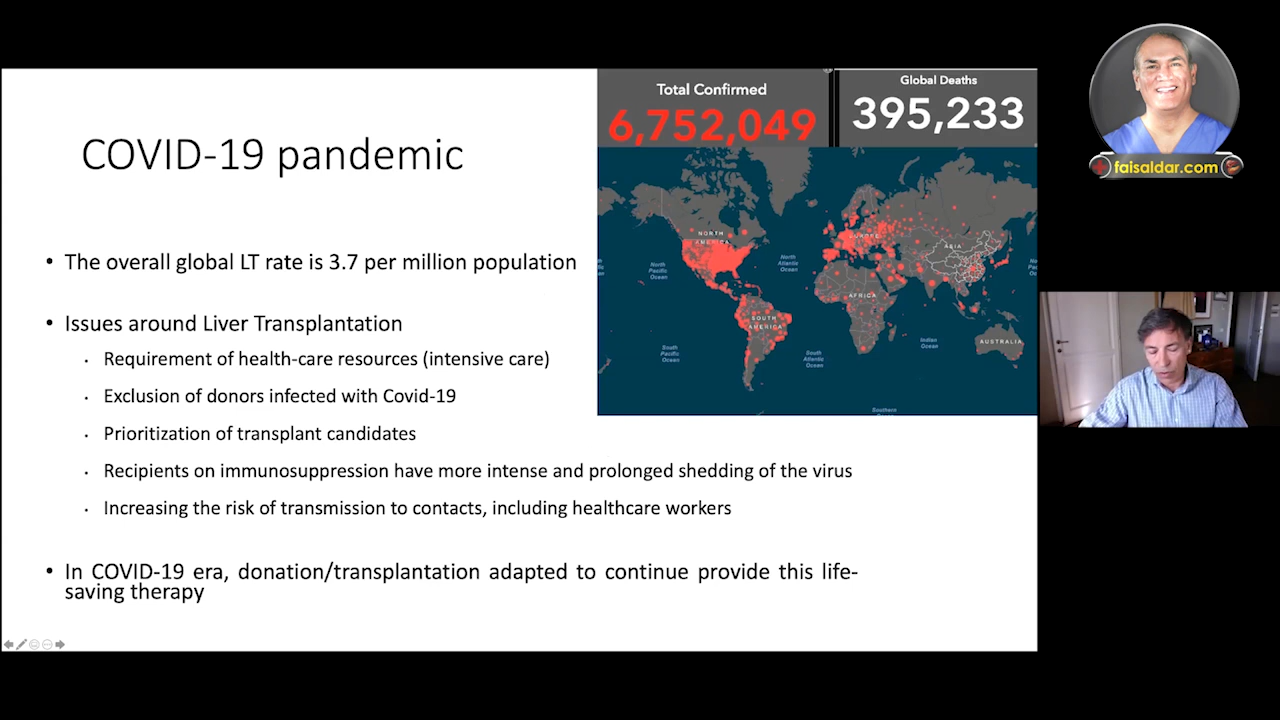 COVID-19 pandemic
• The overall global LT rate is 3.7 per million population
• Issues around Liver Transplantation
• Requirement of health-care resources (intensive care)
• Exclusion of donors infected with Covid-19
• Prioritization of transplant candidates
• Recipients on immunosuppression have more intense and prolonged shedding of the virus
• Increasing the risk of transmission to contacts, including healthcare workers
• In COVID-19 era, donation/transplantation adapted to continue provide this life-
saving therapy
Total Confirmed
6,752,049
Global Deaths
395,233
NORTH
AMERICA
EUROPE
ASIA
North
Pacific
Ocean
North
Atlantic
Ocean
AFRICA
SOUTH
AMERICA
Indian
Ocean
AUSTRALIA
South
Pacific
Ocean
South
Atlantic
Ocean
Southern
Ocean
faisaldar.com